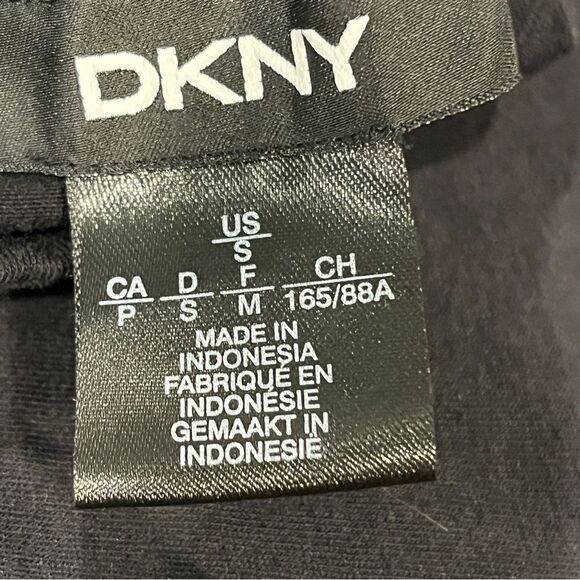 DKNY
US
S
CA D F CH
P S M 165/88A
MADE IN
INDONESIA
FABRIQUÉ EN
INDONÉSIE
GEMAAKT IN
INDONESIË